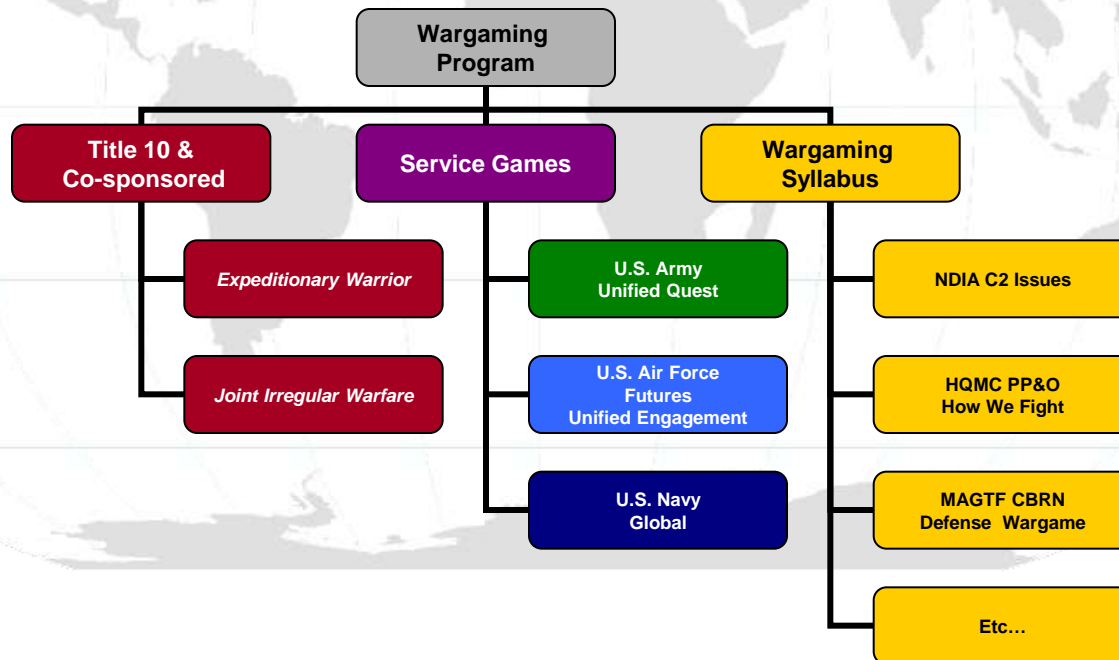 Wargaming
Program
Title 10 &
Co-sponsored
Service Games
Wargaming
Syllabus
Expeditionary Warrior
U.S. Army
Unified Quest
NDIA C2 Issues
Joint Irregular Warfare
U.S. Air Force
Futures
Unified Engagement
HQMC PP&O
How We Fight
U.S. Navy
Global
MAGTF CBRN
Defense Wargame
Etc…